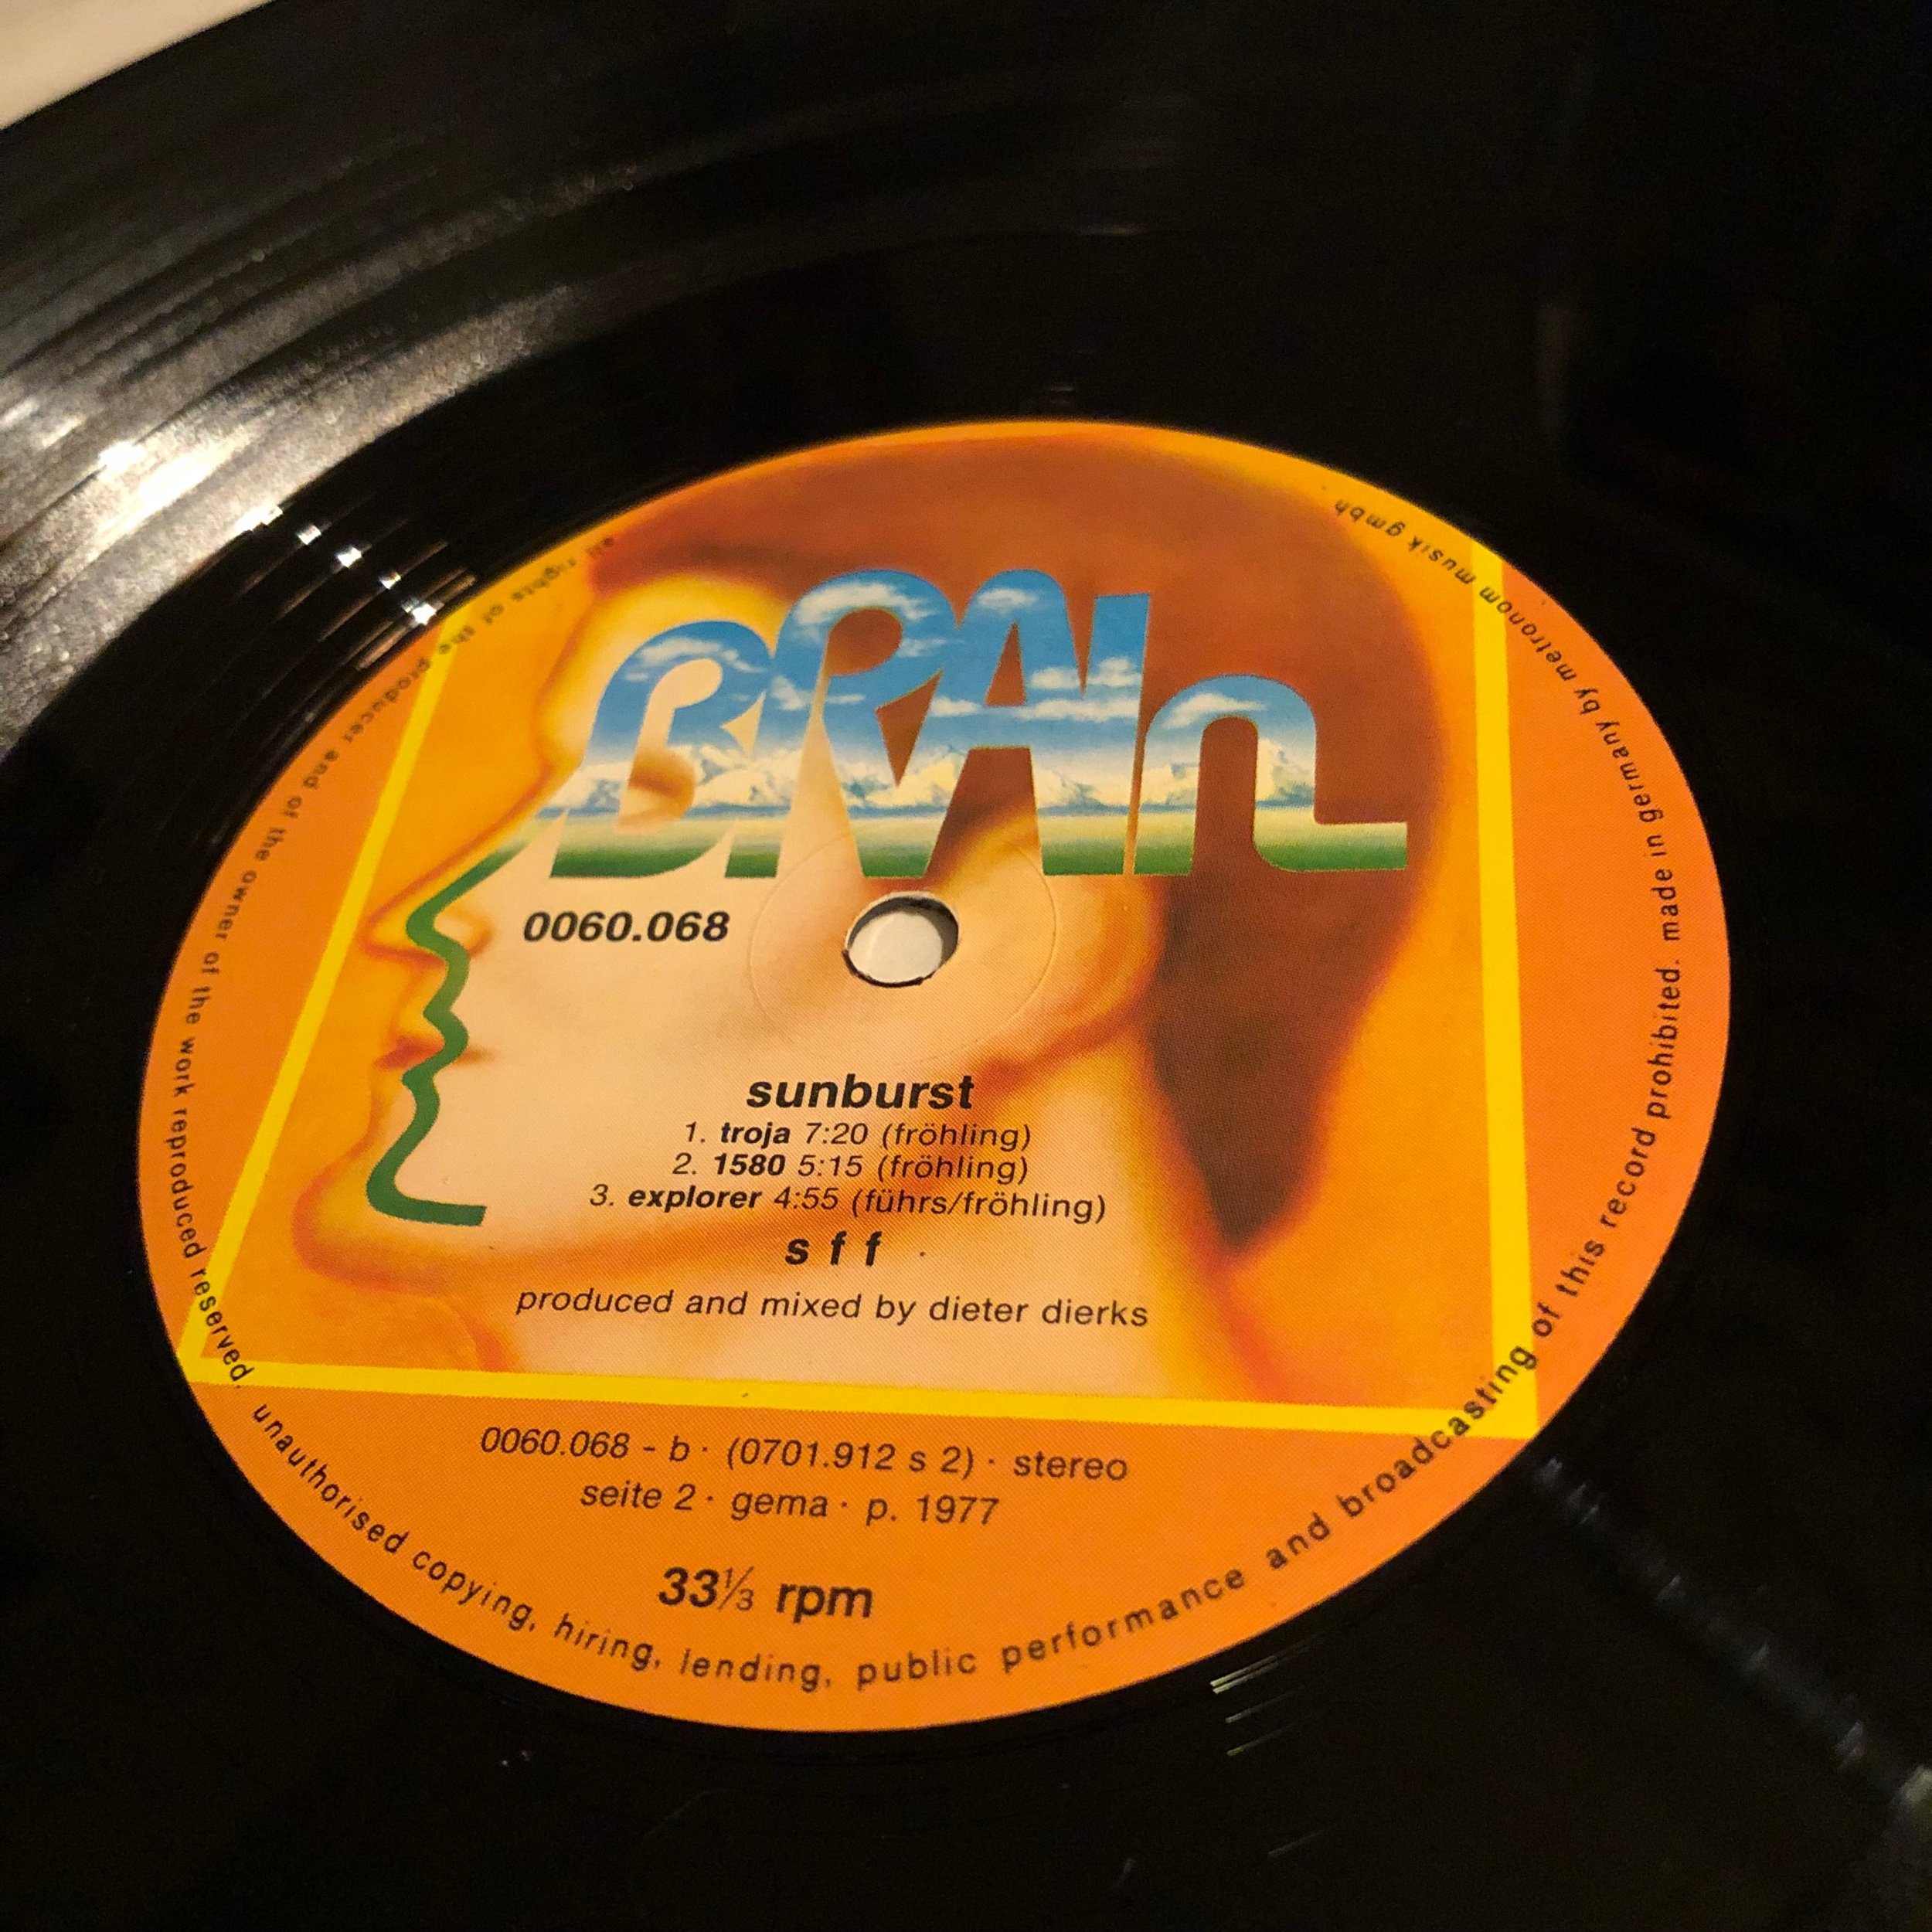 BRAIn
0060.068
sunburst
1. troja 7:20 (fröhling)
2. 1580 5:15 (fröhling)
3. explorer 4:55 (führs/fröhling)
s f f
produced and mixed by dieter dierks
0060.068 - b · (0701.912 s 2) · stereo
seite 2 · gema · p. 1977
33⅓ rpm
all rights of the producer and of the owner of the work reproduced reserved. unauthorised copying, hiring, lending, public performance and broadcasting of this record prohibited. made in germany by metronom musik gmbh